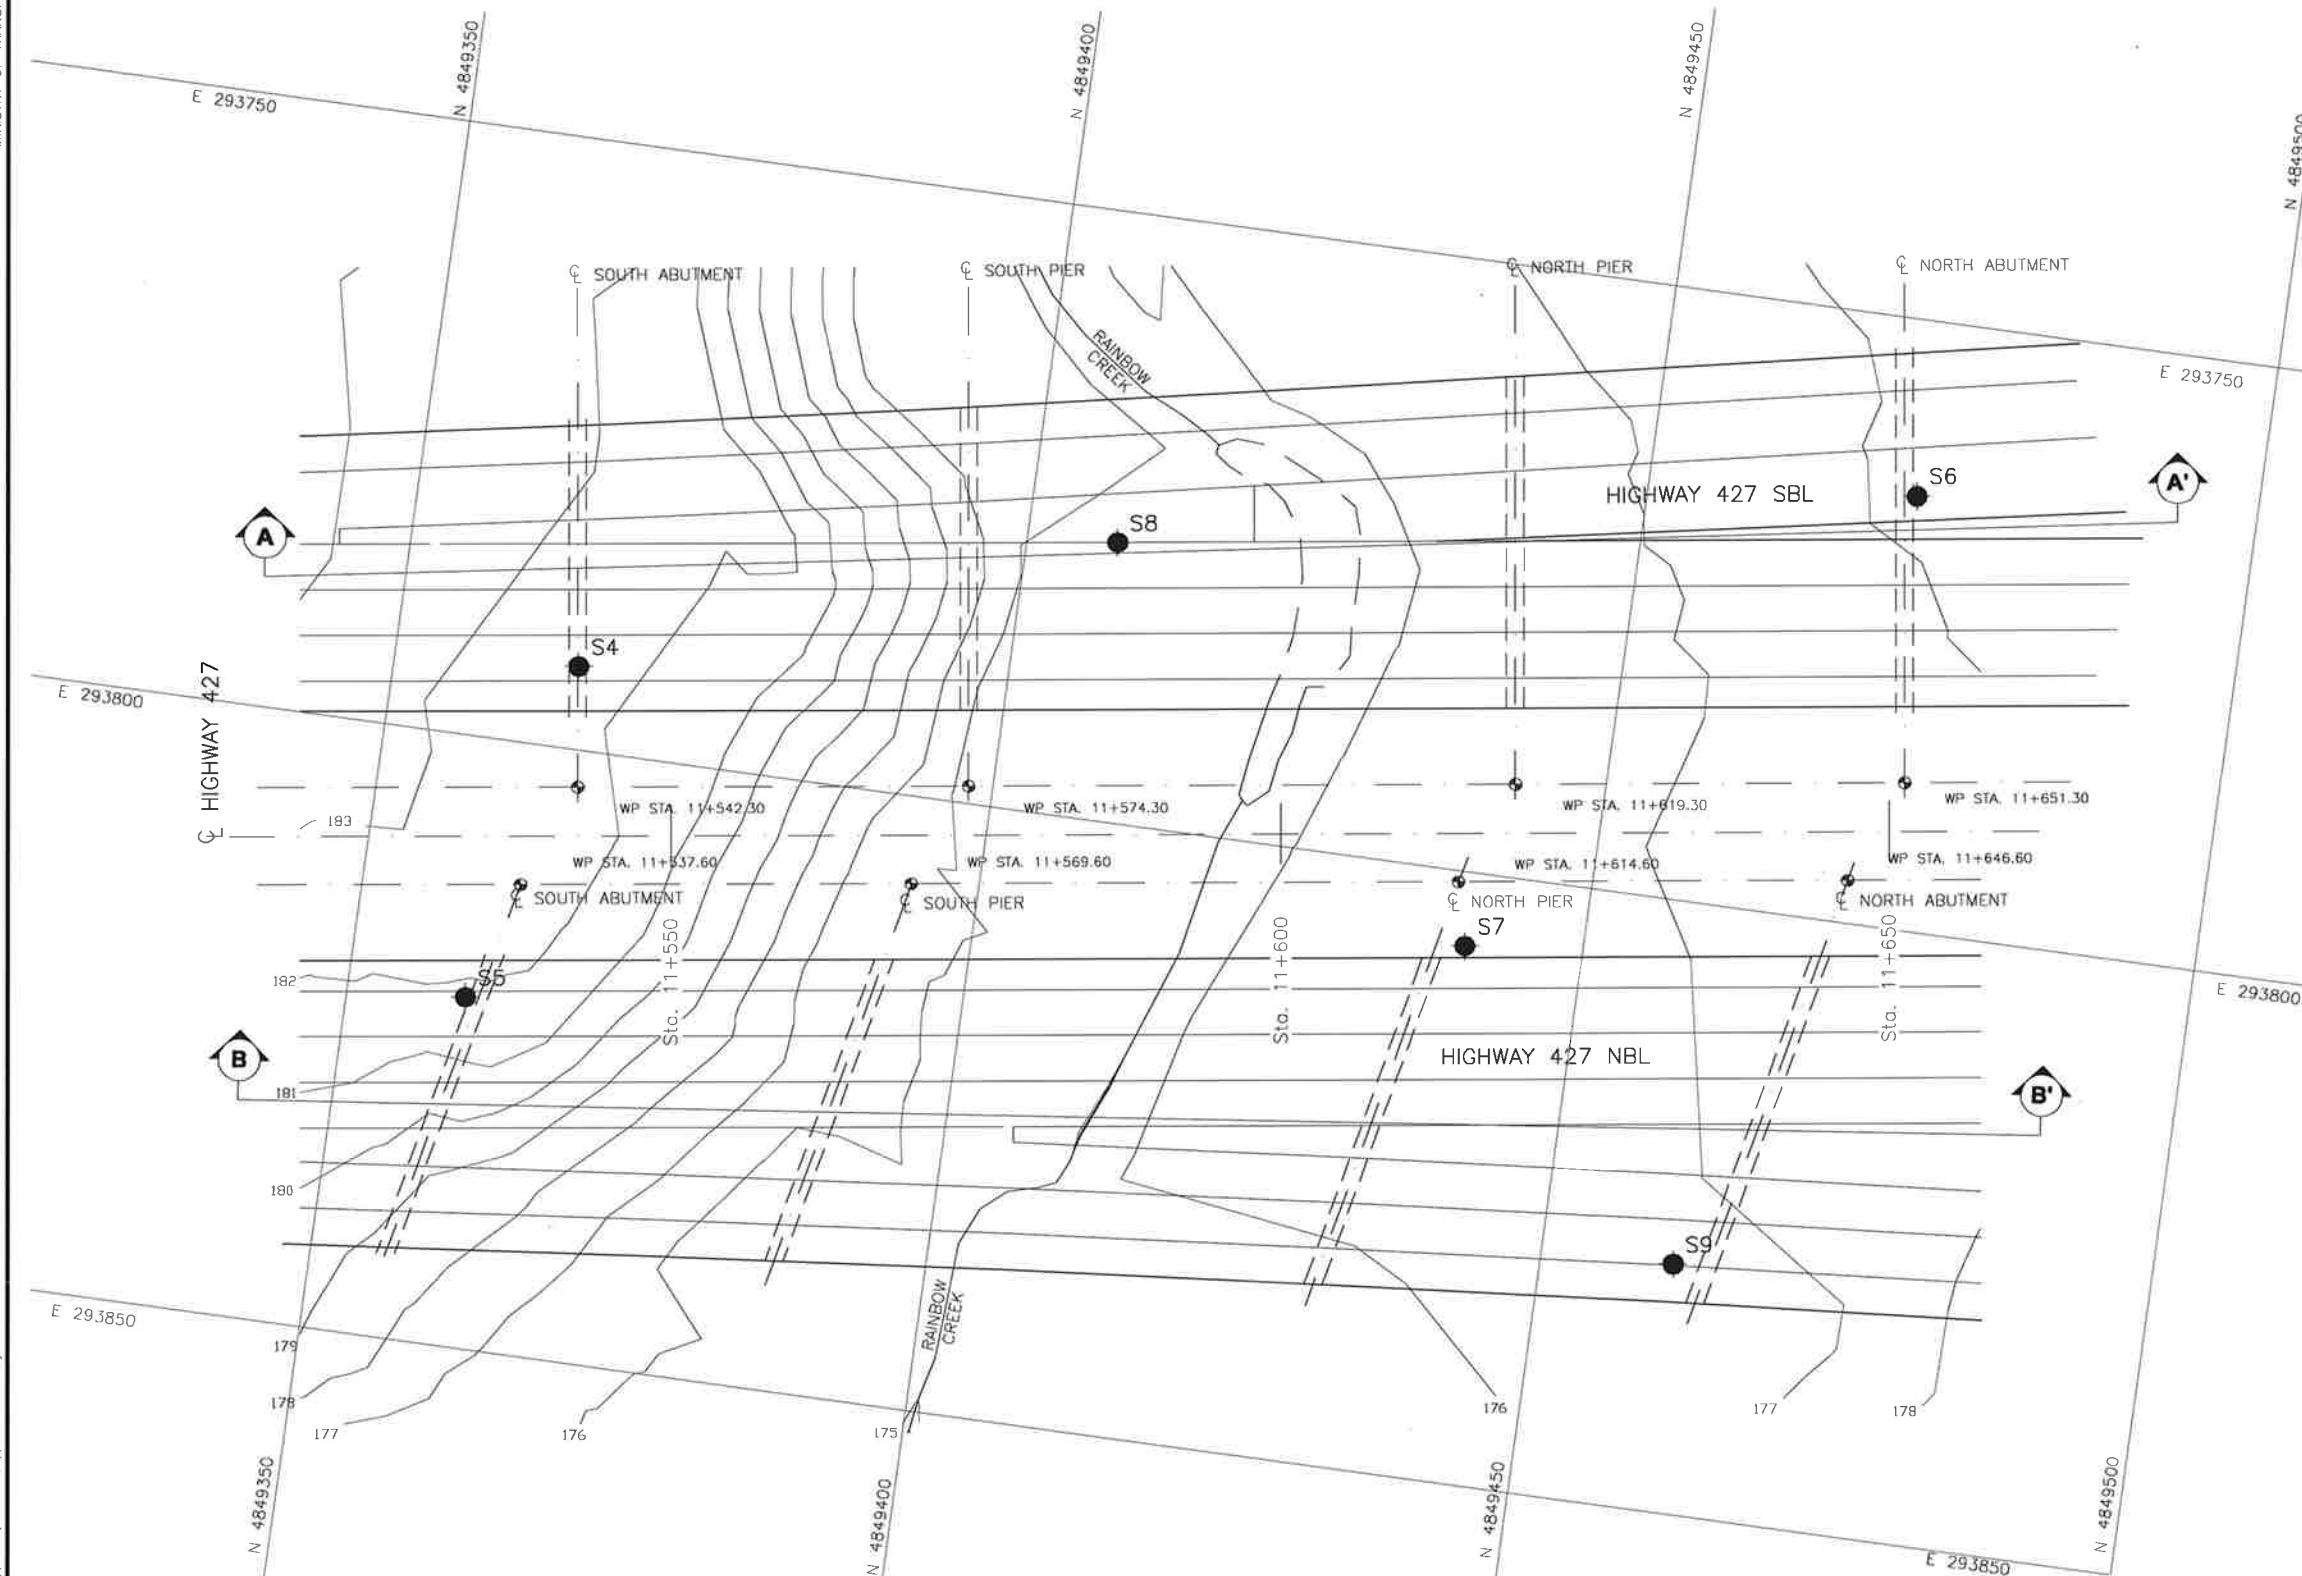 N 4849350
N 4849400
N 4849450
N 4849500
E 293750
℄ SOUTH ABUTMENT
℄ SOUTH PIER
℄ NORTH PIER
℄ NORTH ABUTMENT
RAINBOW
CREEK
E 293750
S6
A'
HIGHWAY 427 SBL
A
S8
S4
E 293800
℄ HIGHWAY 427
183
WP STA. 11+542.30
WP STA. 11+574.30
WP STA. 11+619.30
WP STA. 11+651.30
WP STA. 11+537.60
WP STA. 11+569.60
WP STA. 11+614.60
WP STA. 11+646.60
℄ SOUTH ABUTMENT
℄ SOUTH PIER
℄ NORTH PIER
℄ NORTH ABUTMENT
S7
Sta. 11+550
Sta. 11+600
Sta. 11+650
182
S5
E 293800
B
HIGHWAY 427 NBL
181
B'
180
S9
RAINBOW
CREEK
E 293850
179
178
177
176
175
176
177
178
N 4849350
N 4849400
N 4849450
N 4849500
E 293850